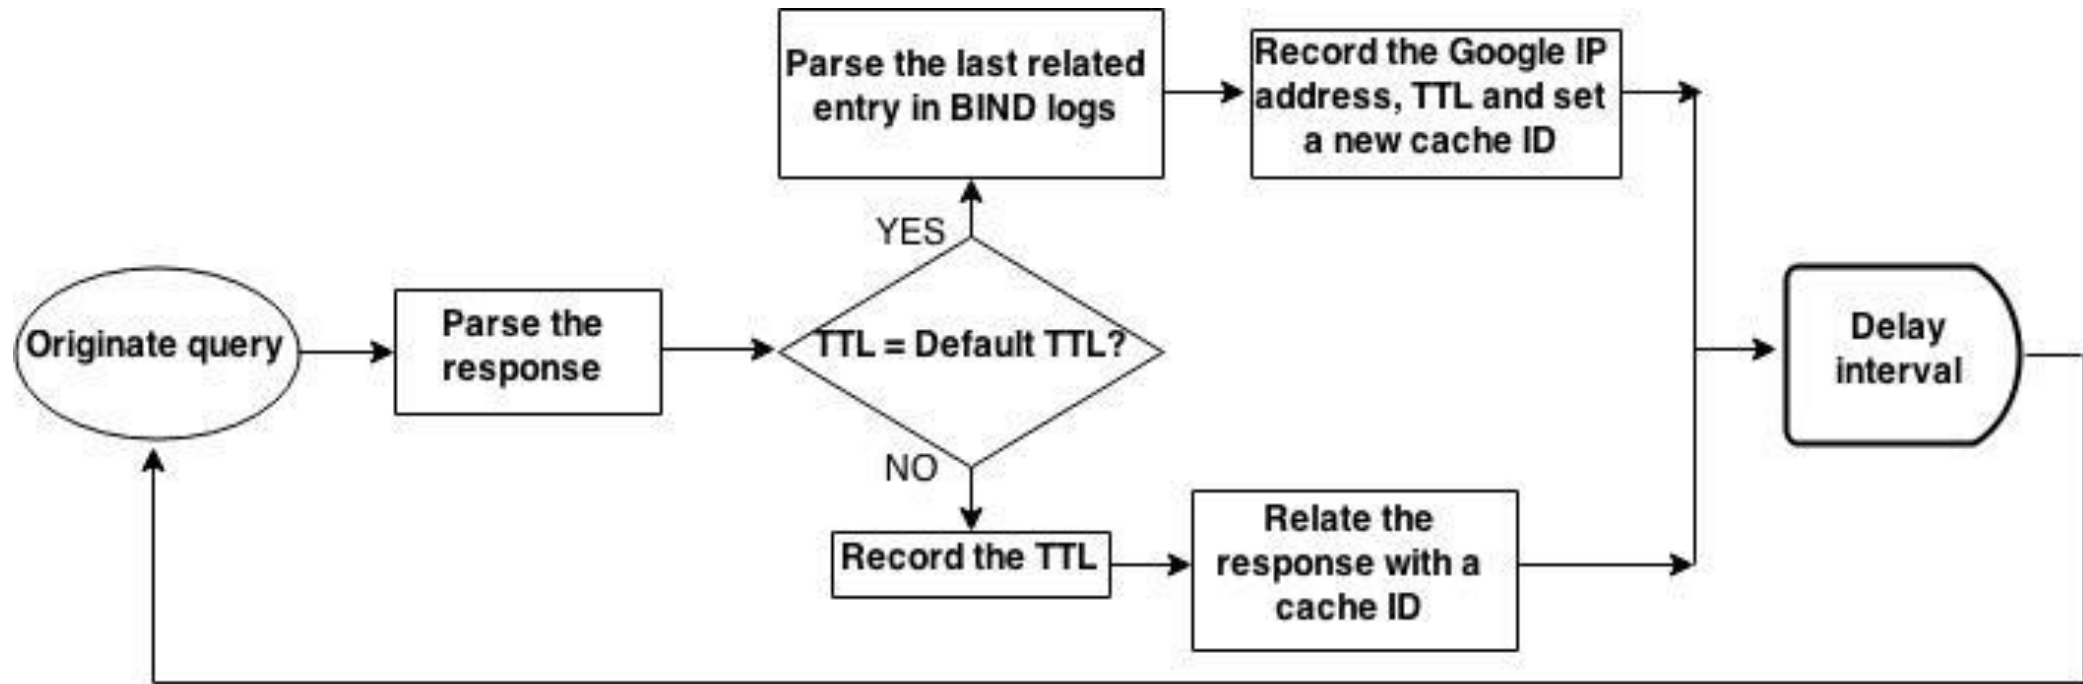 Originate query
Parse the
response
TTL = Default TTL?
YES
Parse the last related
entry in BIND logs
Record the Google IP
address, TTL and set
a new cache ID
NO
Record the TTL
Relate the
response with a
cache ID
Delay
interval